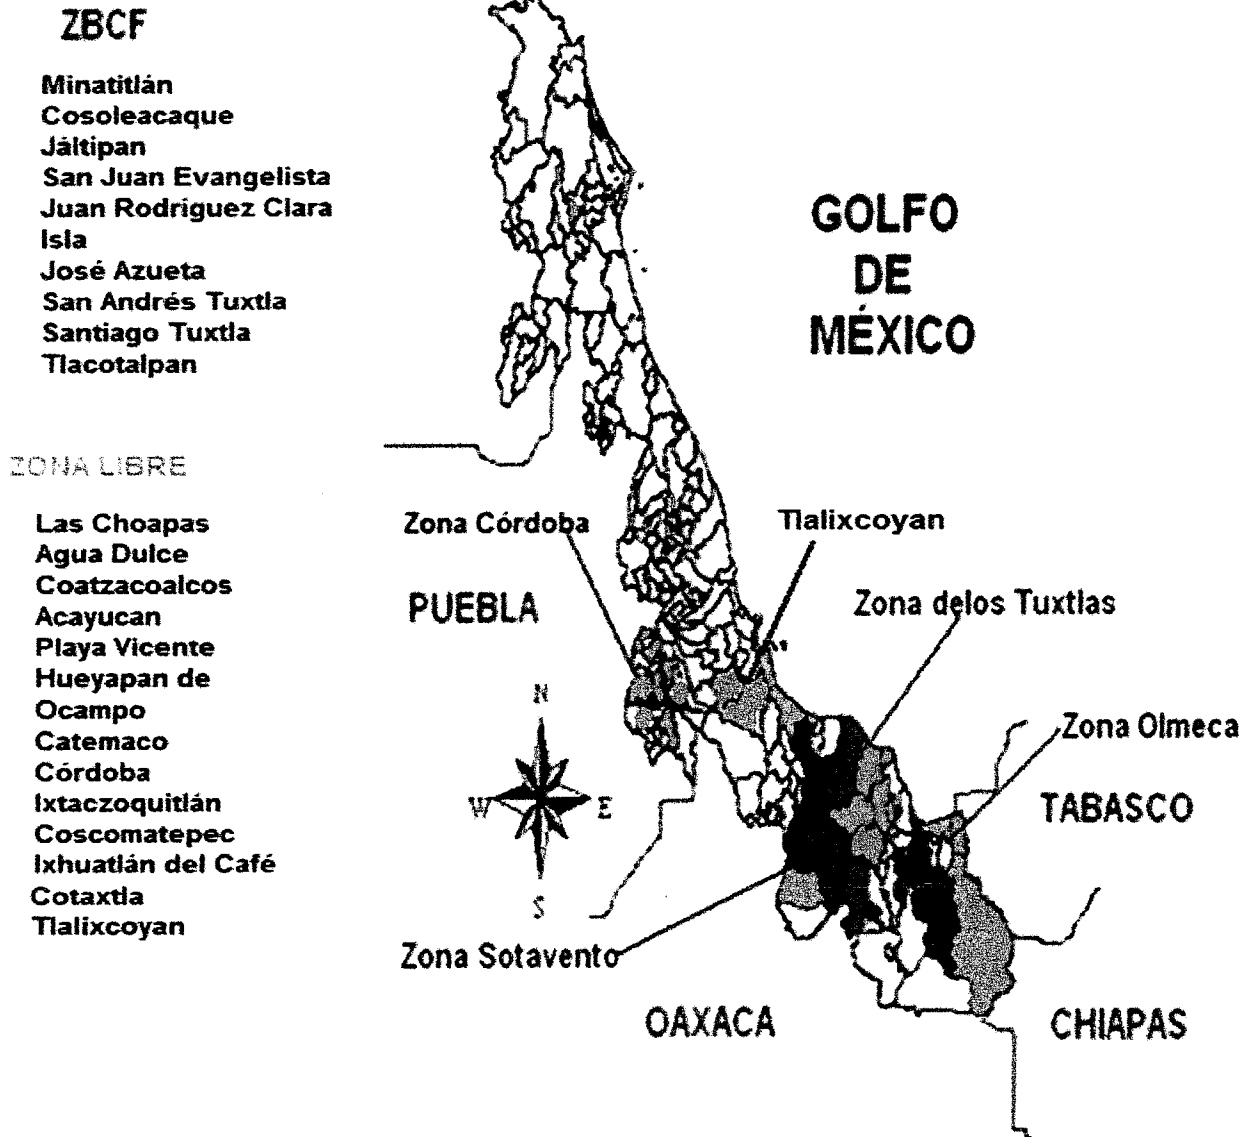 ZBCF
Minatitlán
Cosoleacaque
Jáltipan
San Juan Evangelista
Juan Rodríguez Clara
Isla
José Azueta
San Andrés Tuxtla
Santiago Tuxtla
Tlacotalpan
ZONA LIBRE
Las Choapas
Agua Dulce
Coatzacoalcos
Acayucan
Playa Vicente
Hueyapan de
Ocampo
Catemaco
Córdoba
Ixtaczoquitlán
Coscomatepec
Ixhuatlán del Café
Cotaxtla
Tlalixcoyan
GOLFO
DE
MÉXICO
Zona Córdoba
Tlalixcoyan
PUEBLA
Zona delos Tuxtlas
N
W
E
S
Zona Olmeca
TABASCO
Zona Sotavento
OAXACA
CHIAPAS